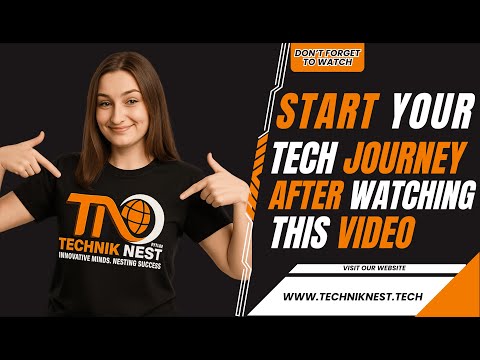 DON'T FORGET
TO WATCH
START YOUR
TECH JOURNEY
AFTER WATCHING
THIS VIDEO
VISIT OUR WEBSITE
WWW.TECHNIKNEST.TECH
TECHNIK NEST
INNOVATIVE MINDS. NESTING SUCCESS